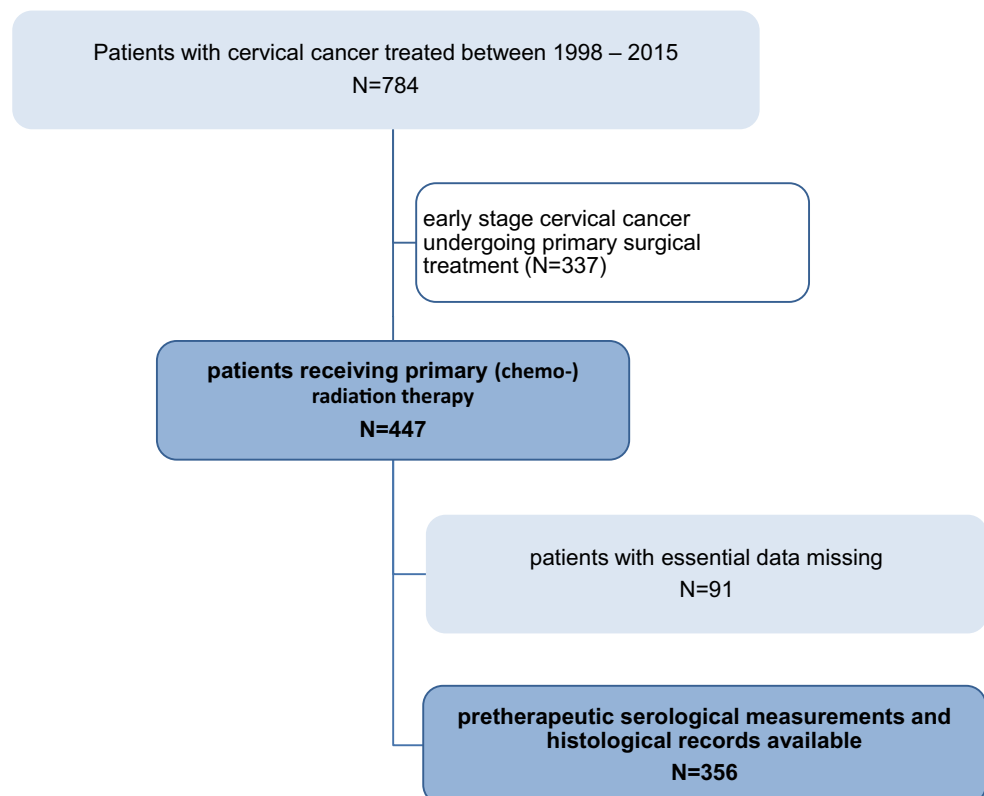 Patients with cervical cancer treated between 1998 – 2015
N=784
early stage cervical cancer
undergoing primary surgical
treatment (N=337)
patients receiving primary (chemo-)
radiation therapy
N=447
patients with essential data missing
N=91
pretherapeutic serological measurements and
histological records available
N=356